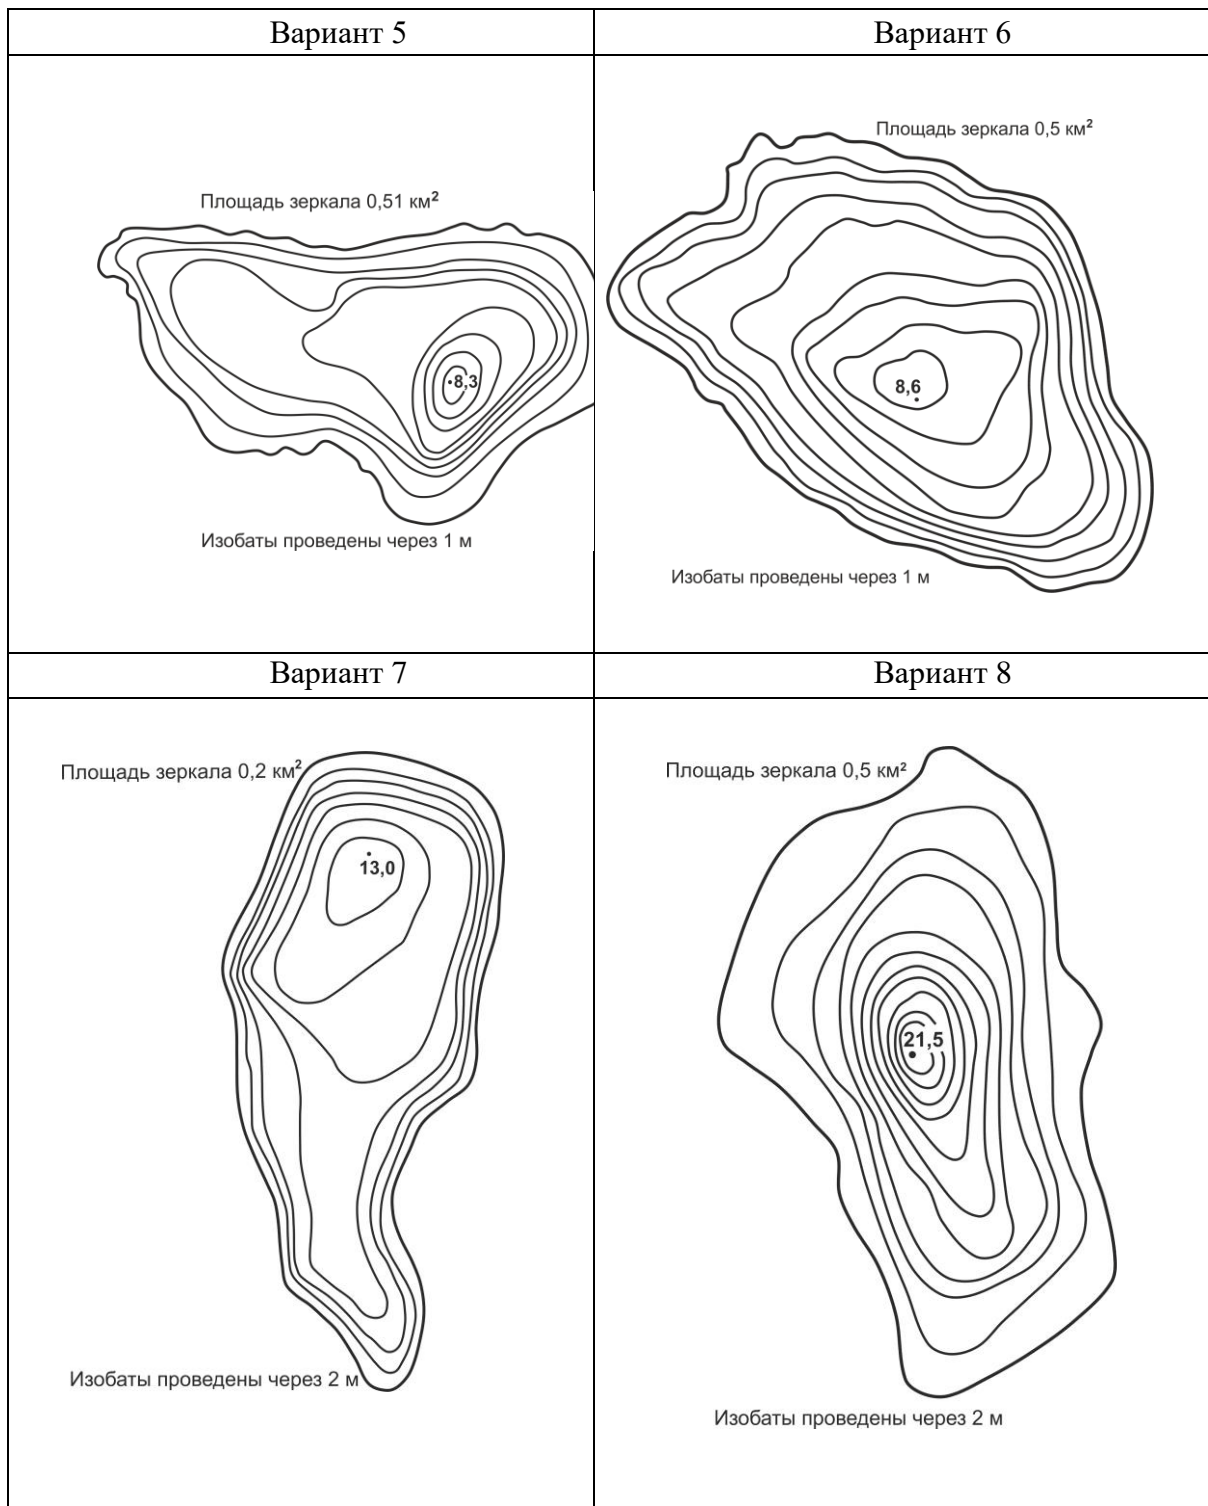 Вариант 5
Вариант 6
Площадь зеркала 0,51 км²
8,3
Изобаты проведены через 1 м
Площадь зеркала 0,5 км²
8,6
Изобаты проведены через 1 м
Вариант 7
Вариант 8
Площадь зеркала 0,2 км²
13,0
Изобаты проведены через 2 м
Площадь зеркала 0,5 км²
21,5
Изобаты проведены через 2 м